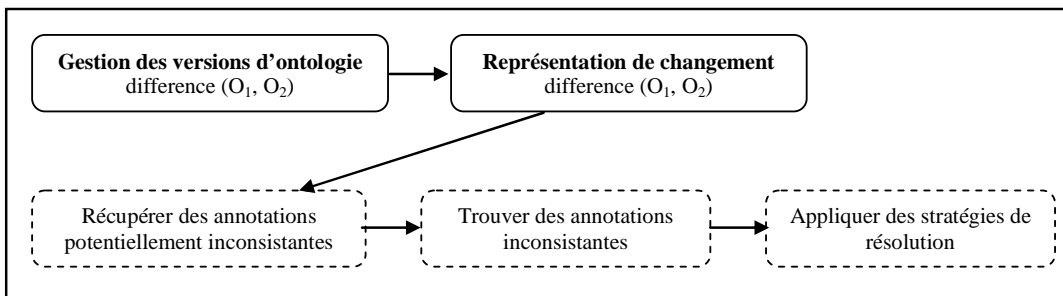 Gestion des versions d’ontologie
difference (O₁, O₂)
Représentation de changement
difference (O₁, O₂)
Récupérer des annotations
potentiellement inconsistantes
Trouver des annotations
inconsistantes
Appliquer des stratégies de
résolution